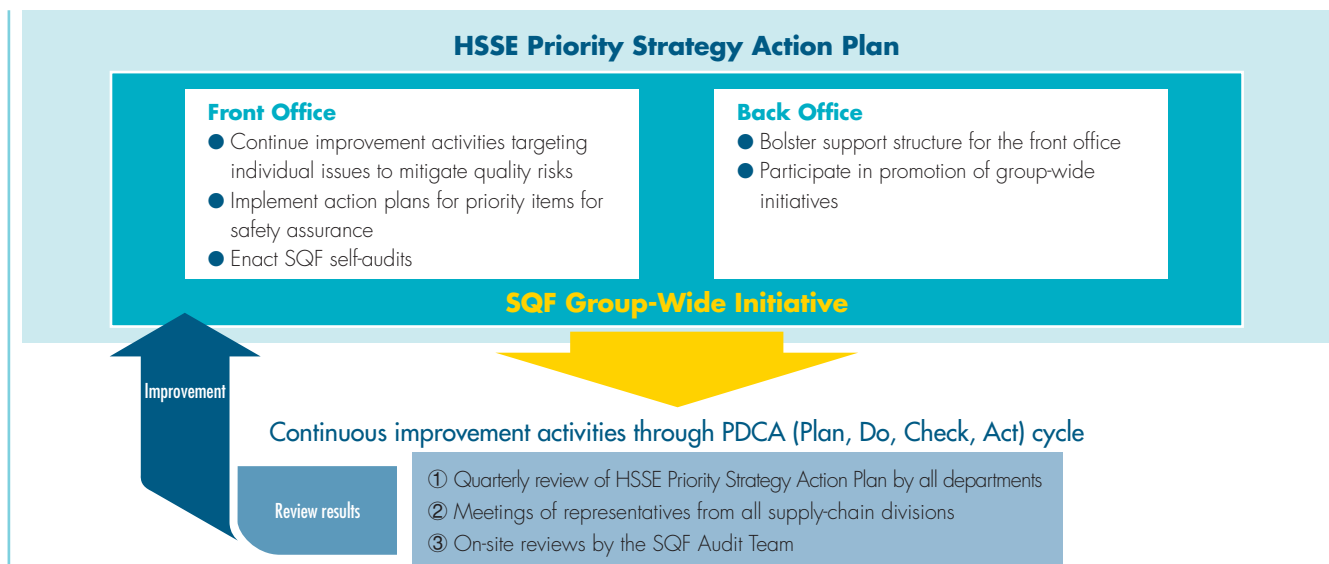 HSSE Priority Strategy Action Plan
Front Office
● Continue improvement activities targeting
individual issues to mitigate quality risks
● Implement action plans for priority items for
safety assurance
● Enact SQF self-audits
Back Office
● Bolster support structure for the front office
● Participate in promotion of group-wide
initiatives
SQF Group-Wide Initiative
Improvement
Continuous improvement activities through PDCA (Plan, Do, Check, Act) cycle
Review results
① Quarterly review of HSSE Priority Strategy Action Plan by all departments
② Meetings of representatives from all supply-chain divisions
③ On-site reviews by the SQF Audit Team